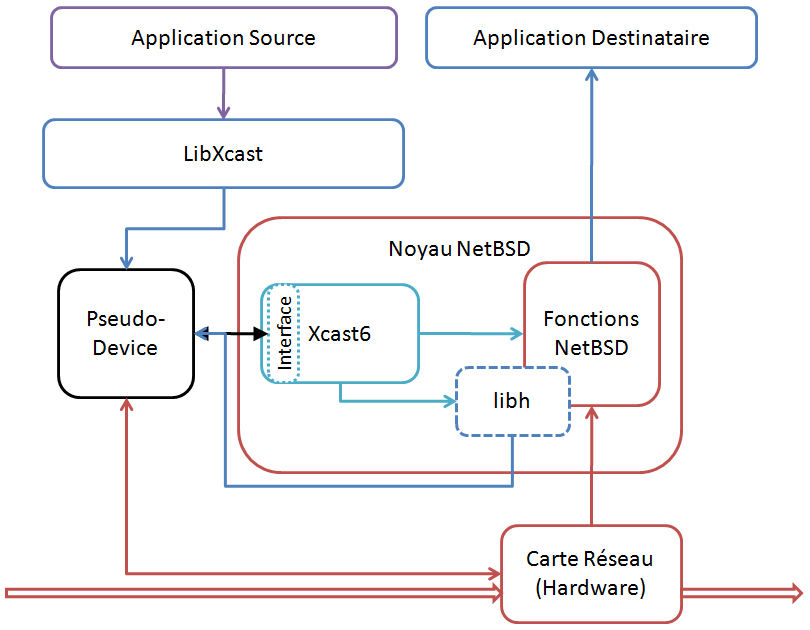 Application Source
Application Destinataire
LibXcast
Noyau NetBSD
Pseudo-
Device
Interface
Xcast6
Fonctions
NetBSD
libh
Carte Réseau
(Hardware)